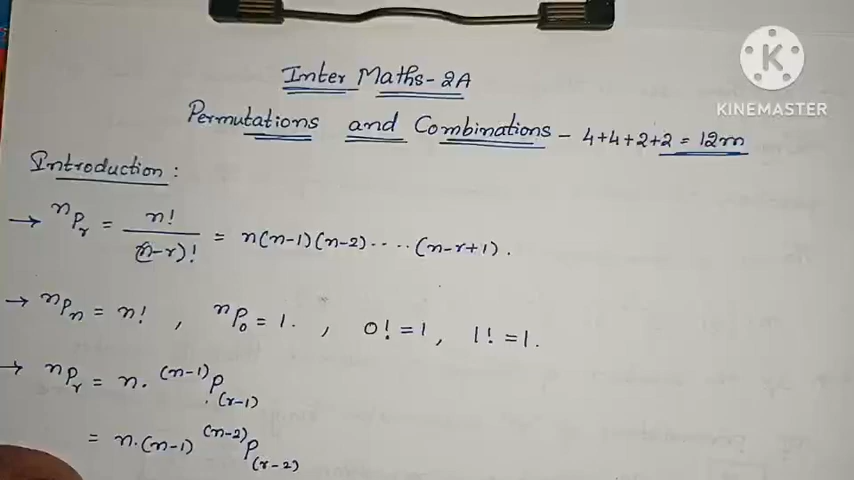 Inter Maths-2A
KINEMASTER
Permutations and Combinations - 4+4+2+2 = 12m
Introduction :
→ ⁿPᵣ = n!/(n-r)! = n(n-1)(n-2)....(n-r+1).
→ ⁿPₙ = n! , ⁿP₀ = 1. , 0! = 1, 1! = 1.
→ ⁿPᵣ = n. ⁽ⁿ⁻¹⁾P₍ᵣ₋₁₎
= n.(n-1) ⁽ⁿ⁻²⁾P₍ᵣ₋₂₎